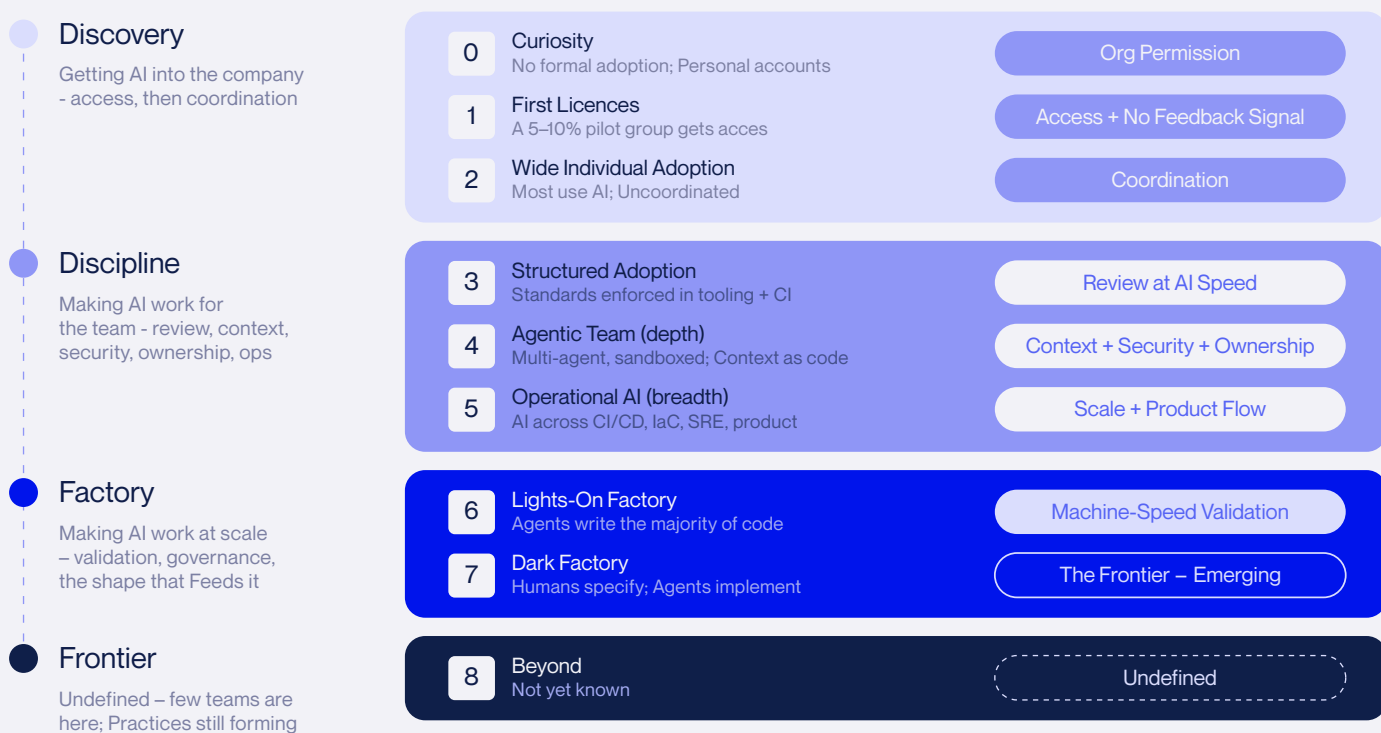 Discovery
Getting AI into the company
- access, then coordination
0
Curiosity
No formal adoption; Personal accounts
Org Permission
1
First Licences
A 5–10% pilot group gets acces
Access + No Feedback Signal
2
Wide Individual Adoption
Most use AI; Uncoordinated
Coordination
Discipline
Making AI work for
the team - review, context,
security, ownership, ops
3
Structured Adoption
Standards enforced in tooling + CI
Review at AI Speed
4
Agentic Team (depth)
Multi-agent, sandboxed; Context as code
Context + Security + Ownership
5
Operational AI (breadth)
AI across CI/CD, IaC, SRE, product
Scale + Product Flow
Factory
Making AI work at scale
– validation, governance,
the shape that Feeds it
6
Lights-On Factory
Agents write the majority of code
Machine-Speed Validation
7
Dark Factory
Humans specify; Agents implement
The Frontier – Emerging
Frontier
Undefined – few teams are
here; Practices still forming
8
Beyond
Not yet known
Undefined